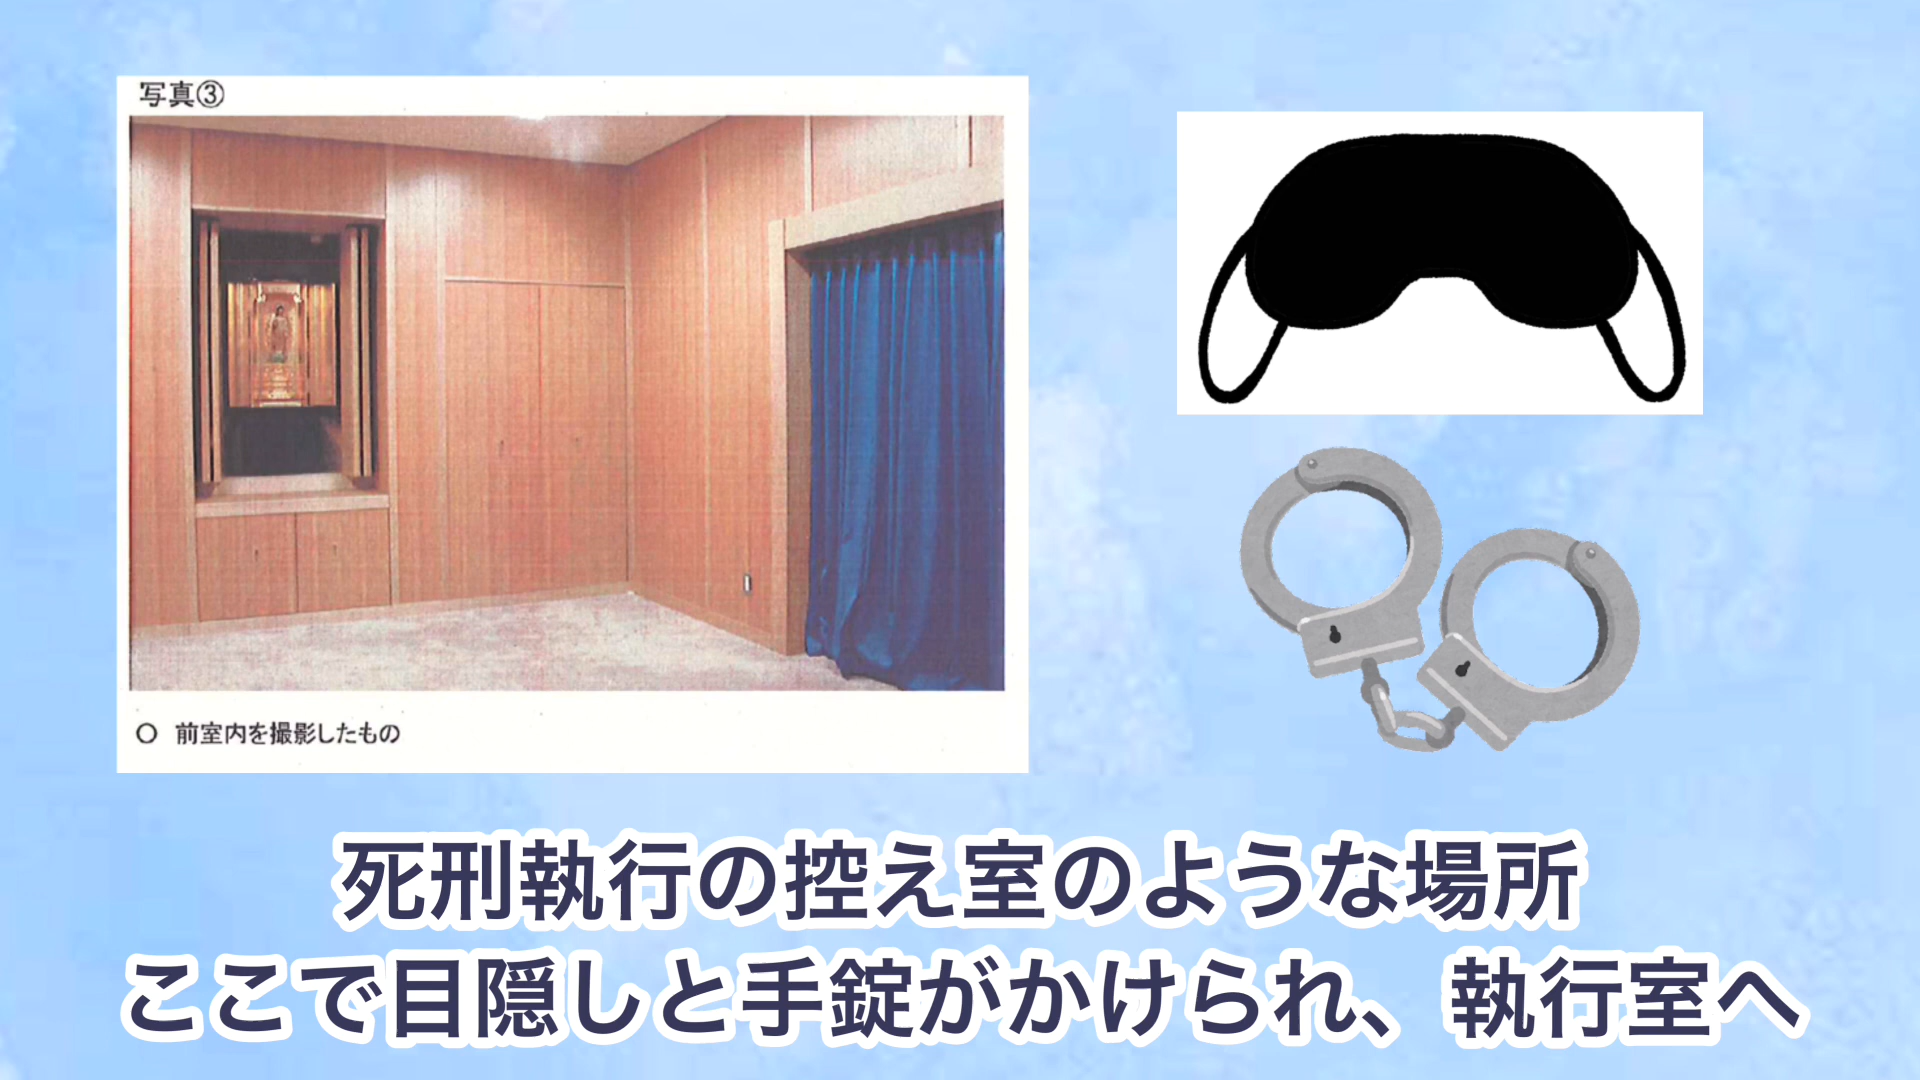 写真③
○ 前室内を撮影したもの
死刑執行の控え室のような場所
ここで目隠しと手錠がかけられ、執行室へ